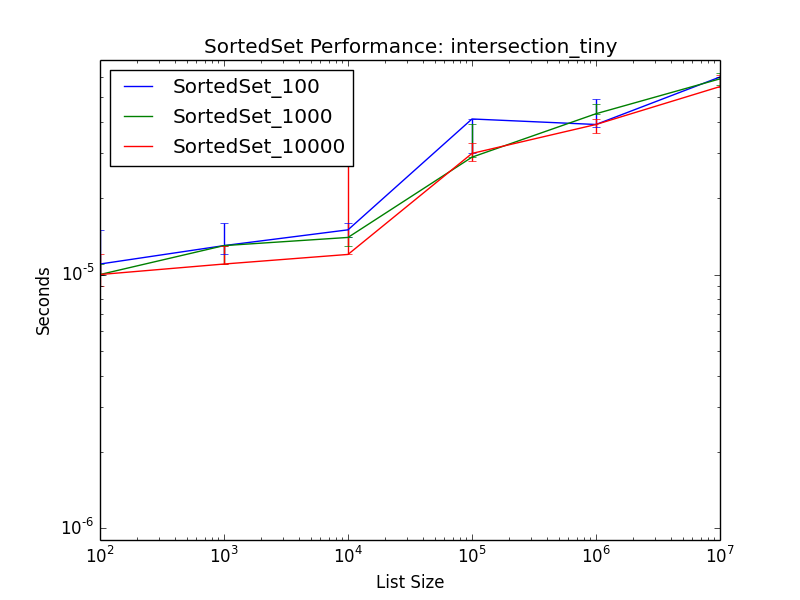 SortedSet Performance: intersection_tiny
SortedSet_100
SortedSet_1000
SortedSet_10000
10^-5
10^-6
Seconds
10^2 10^3 10^4 10^5 10^6 10^7
List Size